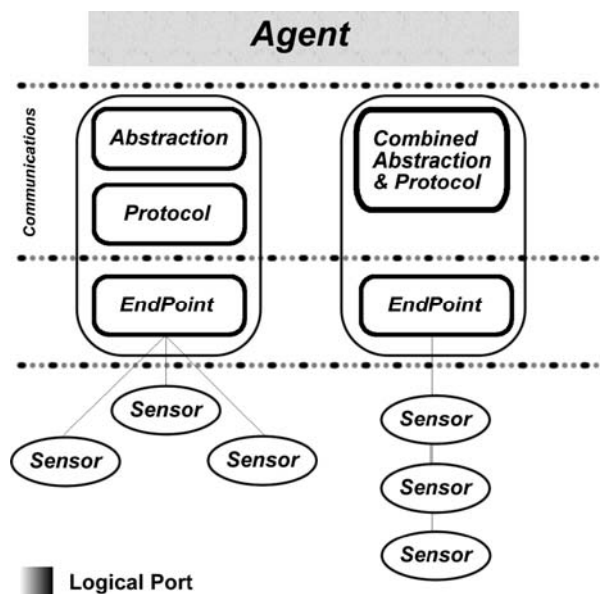 Agent
Communications
Abstraction
Protocol
EndPoint
Sensor
Sensor
Sensor
Combined
Abstraction
& Protocol
EndPoint
Sensor
Sensor
Sensor
Logical Port